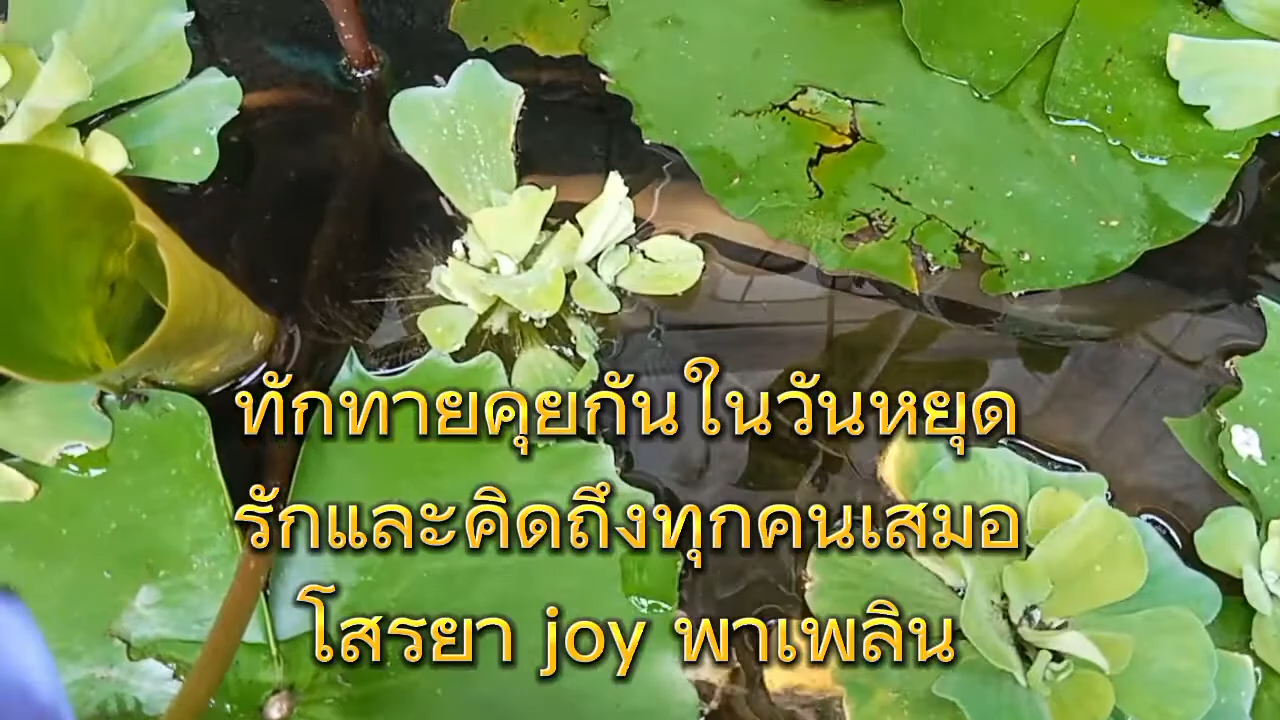 ทักทายคุยกันในวันหยุด
รักและคิดถึงทุกคนเสมอ
โสรยา joy พาเพลิน